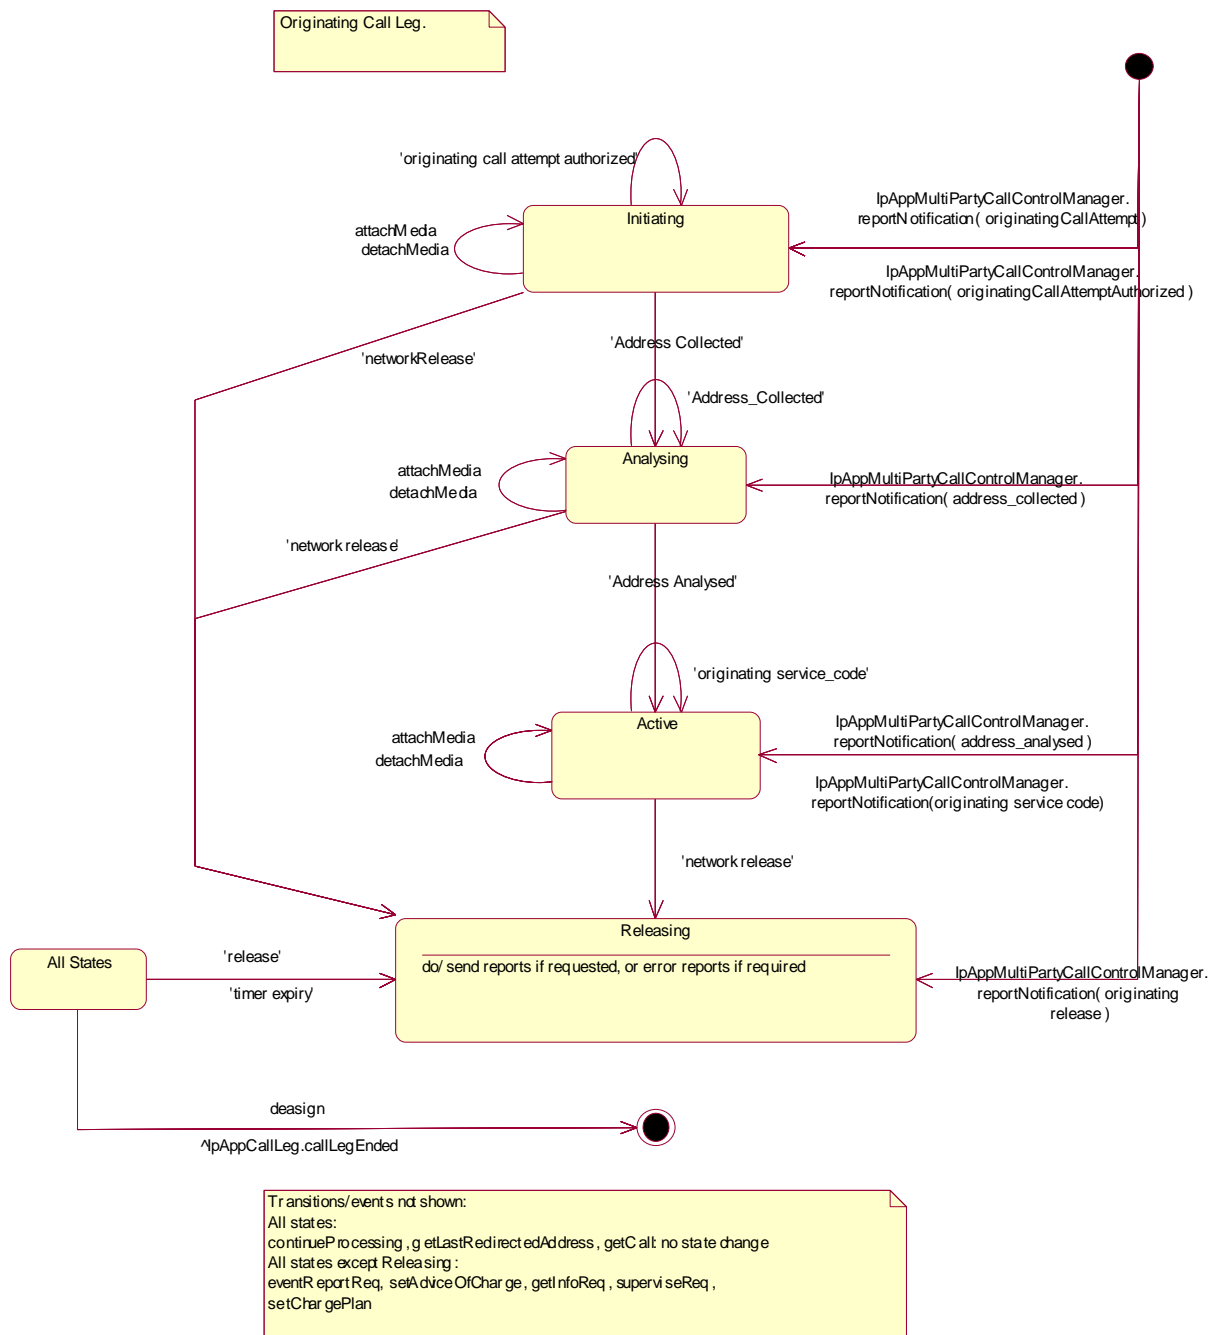 Originating Call Leg.
'originating call attempt authorized'
IpAppMultiPartyCallControlManager.
reportNotification( originatingCallAttempt )
Initiating
attachMedia
detachMedia
IpAppMultiPartyCallControlManager.
reportNotification( originatingCallAttemptAuthorized )
'Address Collected'
'networkRelease'
'Address_Collected'
Analysing
attachMedia
detachMedia
IpAppMultiPartyCallControlManager.
reportNotification( address_collected )
'network release'
'Address Analysed'
'originating service_code'
Active
IpAppMultiPartyCallControlManager.
reportNotification( address_analysed )
attachMedia
detachMedia
IpAppMultiPartyCallControlManager.
reportNotification(originating service code)
'network release'
Releasing
do/ send reports if requested, or error reports if required
All States
'release'
'timer expiry'
IpAppMultiPartyCallControlManager.
reportNotification( originating
release )
deasign
^IpAppCallLeg.callLegEnded
Transitions/events not shown:
All states:
continueProcessing, getLastRedirectedAddress, getCall: no state change
All states except Releasing:
eventReportReq, setAdviceOfCharge, getInfoReq, superviseReq,
setChargePlan